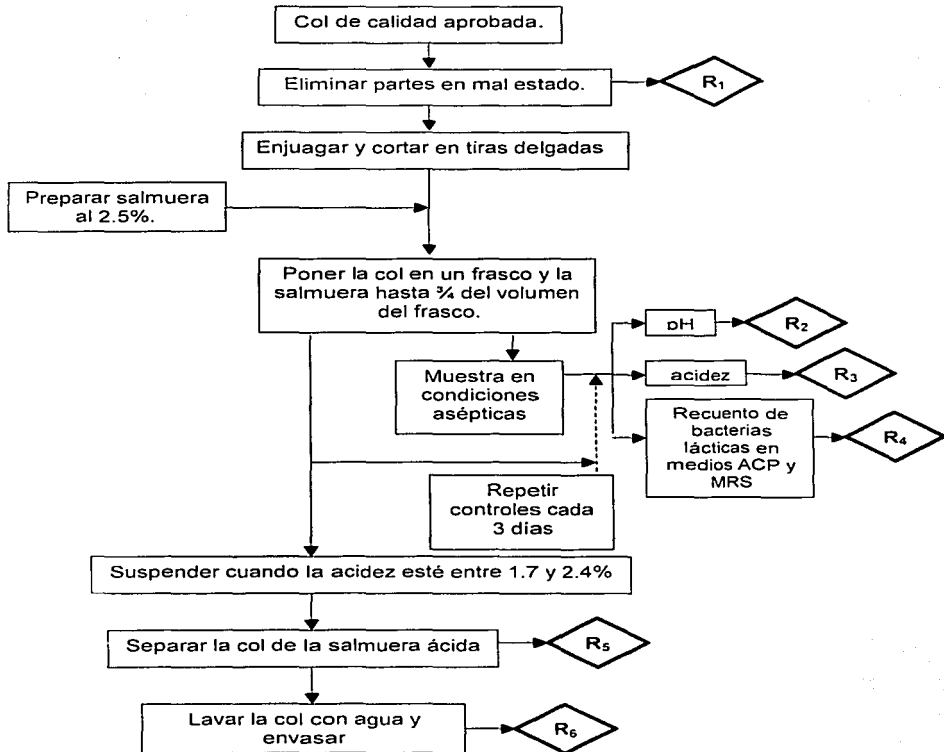 Col de calidad aprobada.
Eliminar partes en mal estado.
R₁
Enjuagar y cortar en tiras delgadas
Preparar salmuera
al 2.5%.
Poner la col en un frasco y la
salmuera hasta ¾ del volumen
del frasco.
pH
R₂
Muestra en
condiciones
asépticas
acidez
R₃
Recuento de
bacterias
lácticas en
medios ACP y
MRS
R₄
Repetir
controles cada
3 días
Suspender cuando la acidez esté entre 1.7 y 2.4%
Separar la col de la salmuera ácida
R₅
Lavar la col con agua y
envasar
R₆